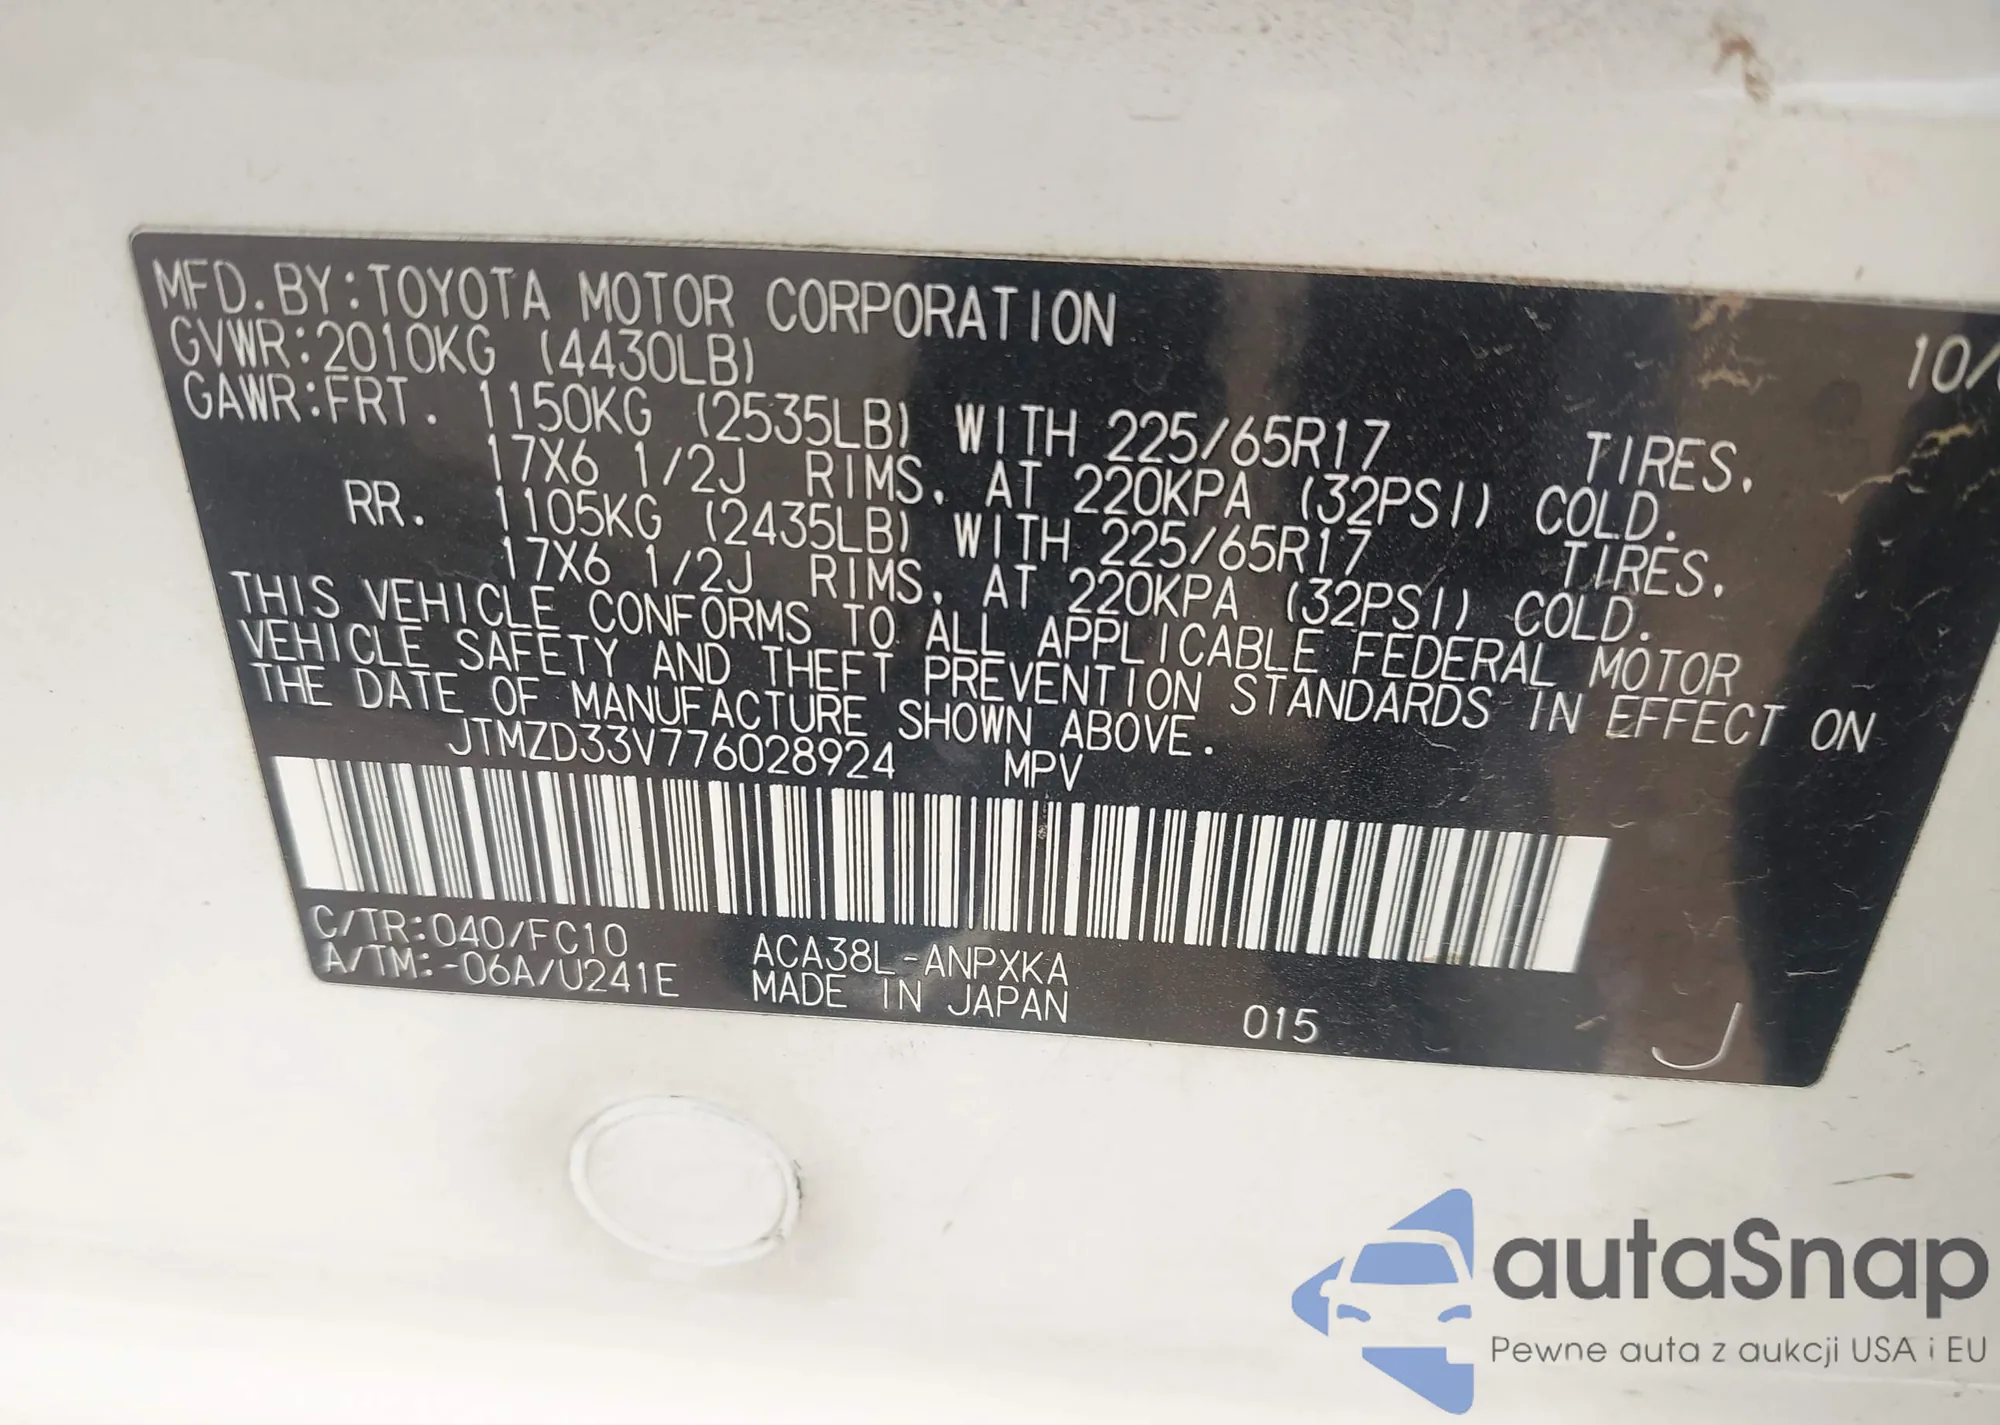 MFD. BY: TOYOTA MOTOR CORPORATION 10/
GVWR: 2010KG (4430LB)
GAWR: FRT. 1150KG (2535LB) WITH 225/65R17 TIRES,
17X6 1/2J RIMS, AT 220KPA (32PSI) COLD.
RR. 1105KG (2435LB) WITH 225/65R17 TIRES,
17X6 1/2J RIMS, AT 220KPA (32PSI) COLD.
THIS VEHICLE CONFORMS TO ALL APPLICABLE FEDERAL MOTOR
VEHICLE SAFETY AND THEFT PREVENTION STANDARDS IN EFFECT ON
THE DATE OF MANUFACTURE SHOWN ABOVE.
JTMZD33V776028924 MPV
C/TR: 040/FC10 ACA38L-ANPXKA
A/TM: -06A/U241E MADE IN JAPAN 015 J
autaSnap
Pewne auta z aukcji USA i EU